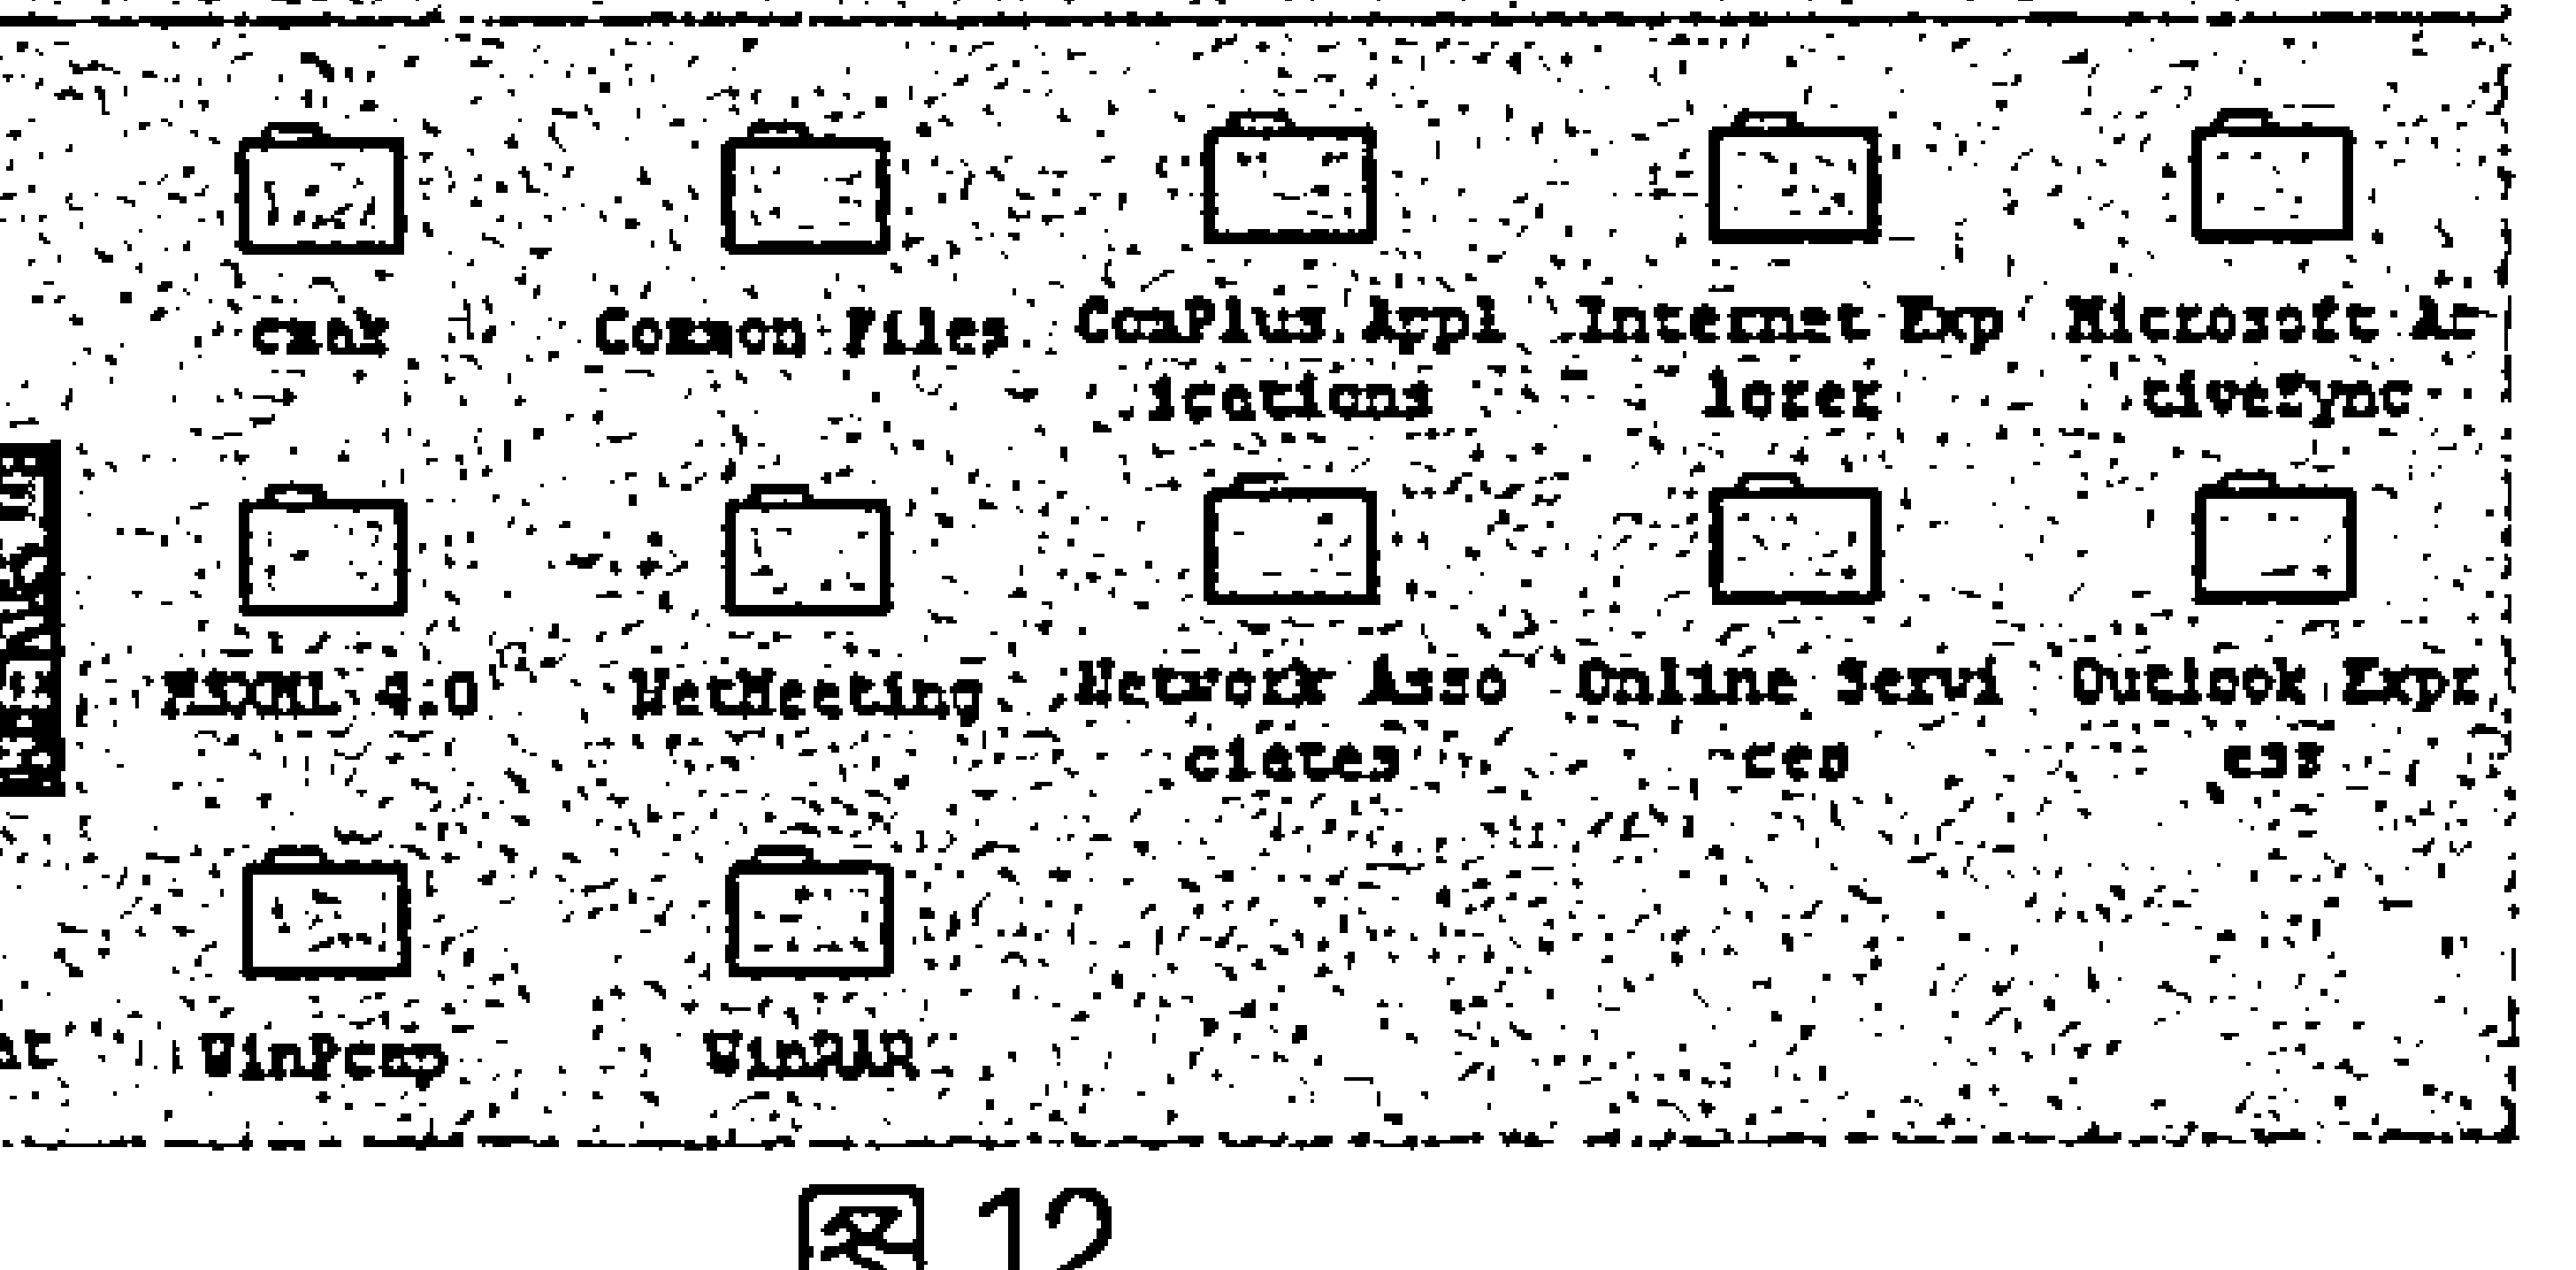 Common Files
ComPlus Appl
Internet Exp
Microsoft Ac
ications
lorer
tiveSync
MSXML 4.0
NetMeeting
Network Asso
Online Servi
Outlook Expr
ciates
ces
ess
WinPcap
WinRAR
图 12